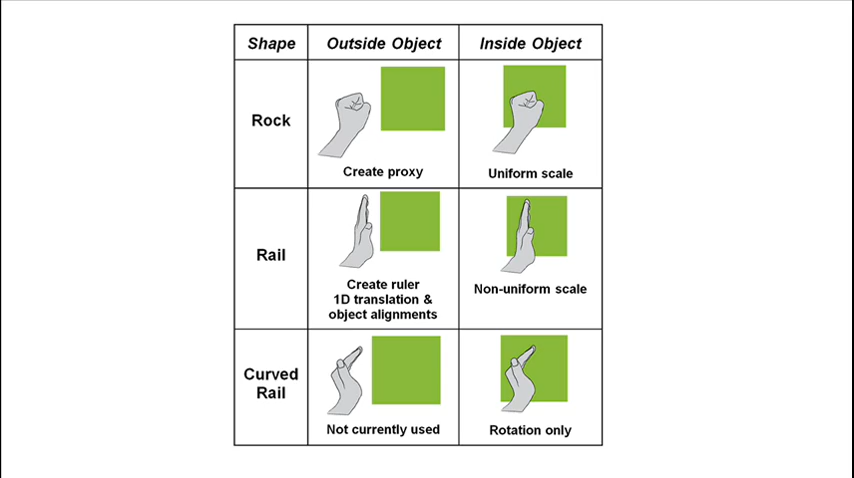 Shape
Outside Object
Inside Object
Rock
Create proxy
Uniform scale
Rail
Create ruler
1D translation &
object alignments
Non-uniform scale
Curved
Rail
Not currently used
Rotation only